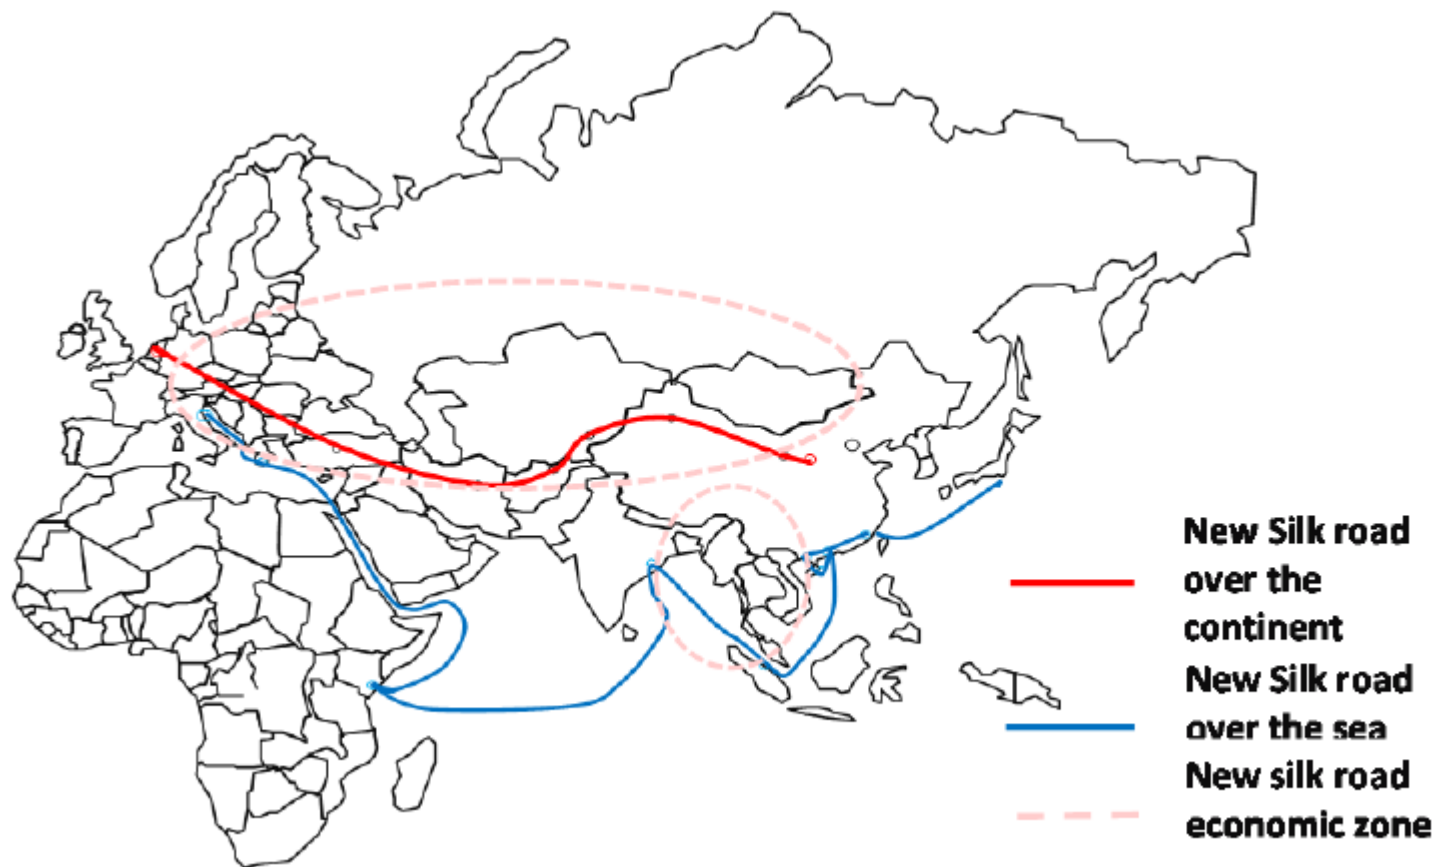 New Silk road
over the
continent
New Silk road
over the sea
New silk road
economic zone